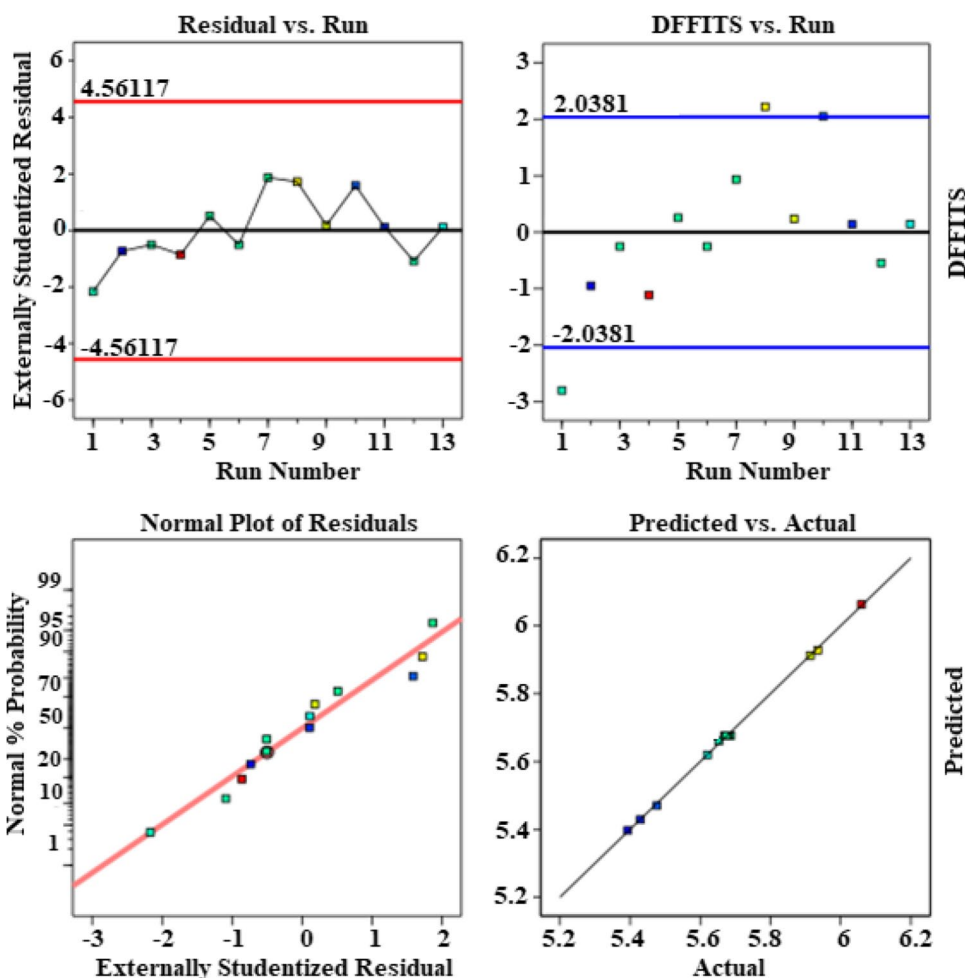 Residual vs. Run
Externally Studentized Residual
6
4
2
0
-2
-4
-6
4.56117
-4.56117
1 3 5 7 9 11 13
Run Number
DFFITS vs. Run
3
2
1
0
-1
-2
-3
2.0381
-2.0381
1 3 5 7 9 11 13
Run Number
DFFITS
Normal Plot of Residuals
Normal % Probability
99
95
90
70
50
20
10
1
-3 -2 -1 0 1 2
Externally Studentized Residual
Predicted vs. Actual
6.2
6
5.8
5.6
5.4
5.2
5.2 5.4 5.6 5.8 6 6.2
Actual
Predicted